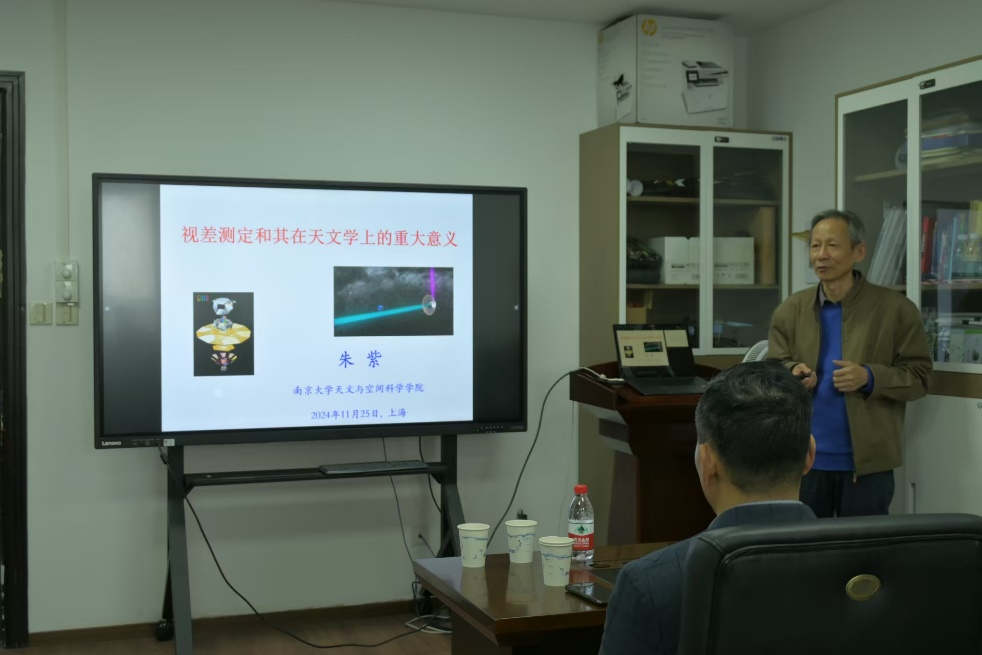 视差测定和其在天文学上的重大意义
朱 紫
南京大学天文与空间科学学院
2024年11月25日、上海
Lenovo
hp